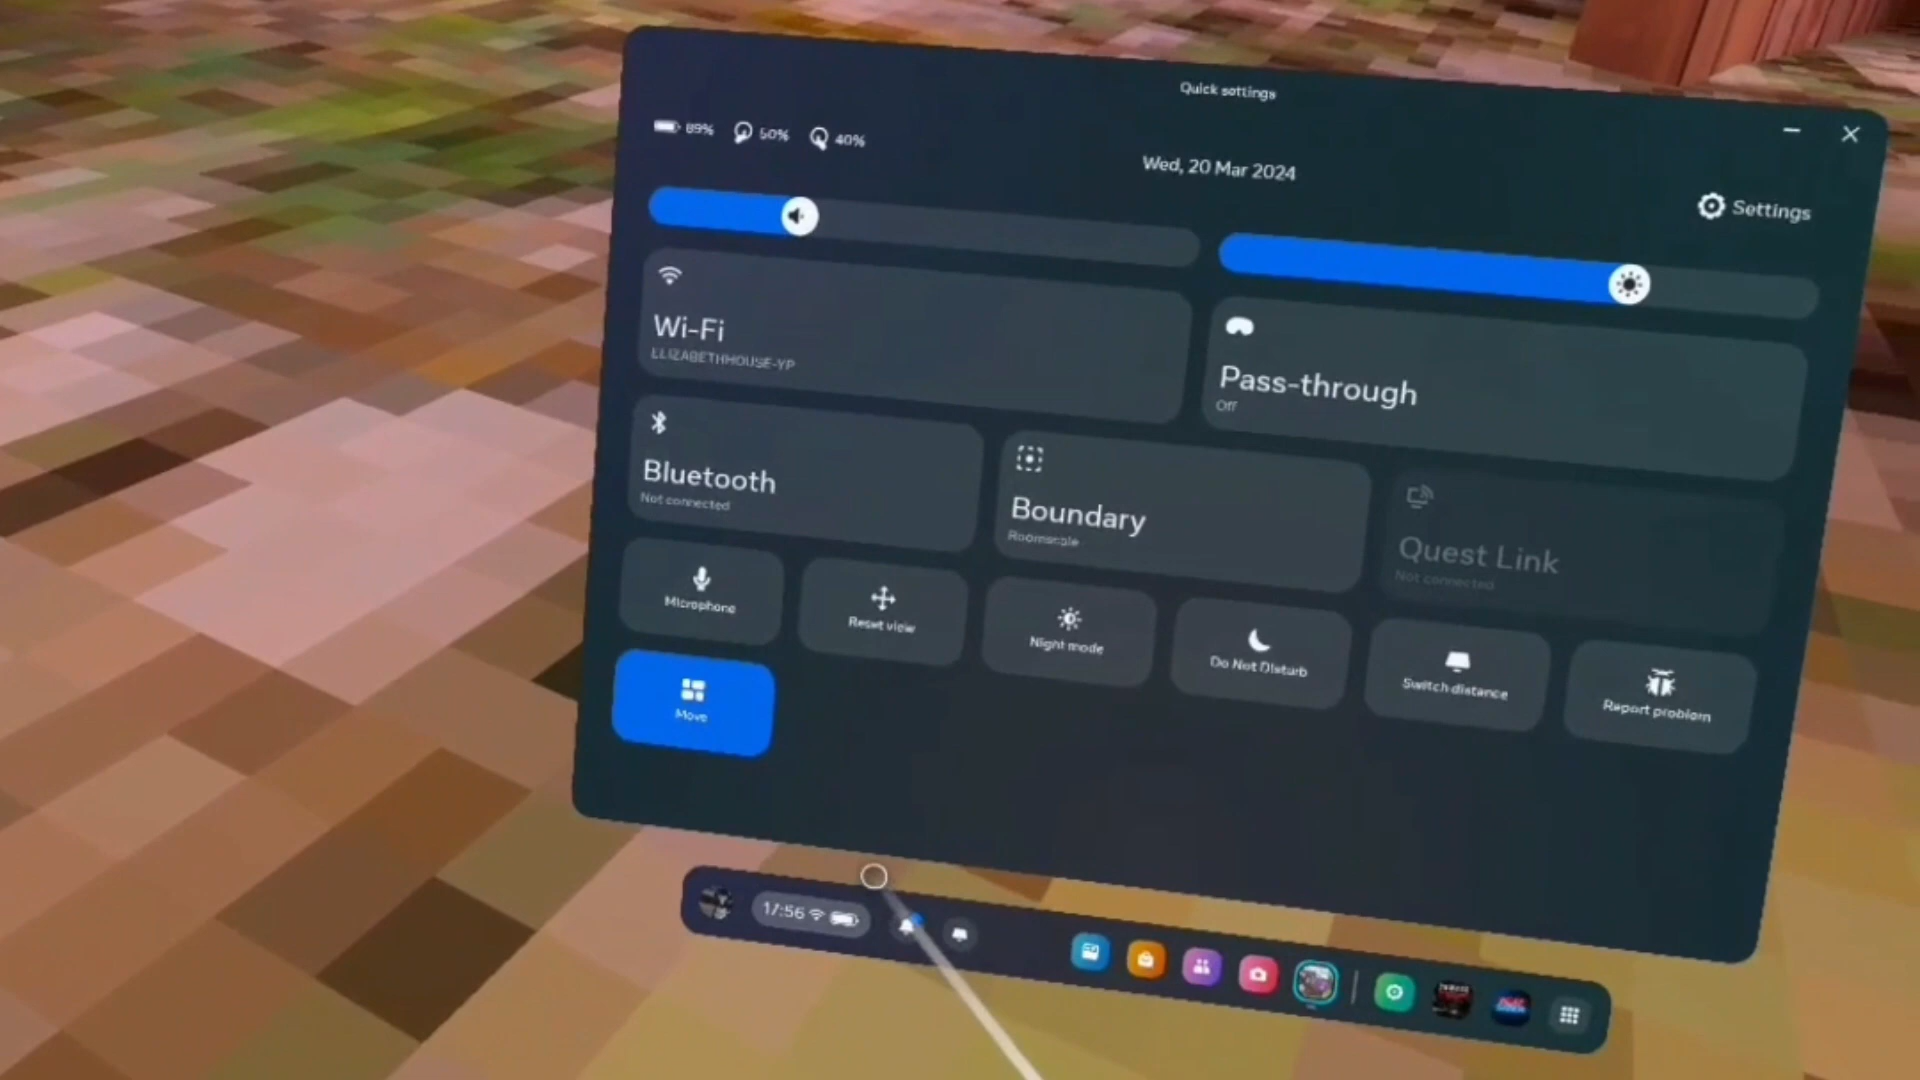 Quick settings
89% 50% 40%
Wed, 20 Mar 2024
Settings
Wi-Fi
ELIZABETHHOUSE-YP
Pass-through
Off
Bluetooth
Not connected
Boundary
Roomscale
Quest Link
Not connected
Microphone
Reset view
Night mode
Do Not Disturb
Switch distance
Report problem
Move
17:56